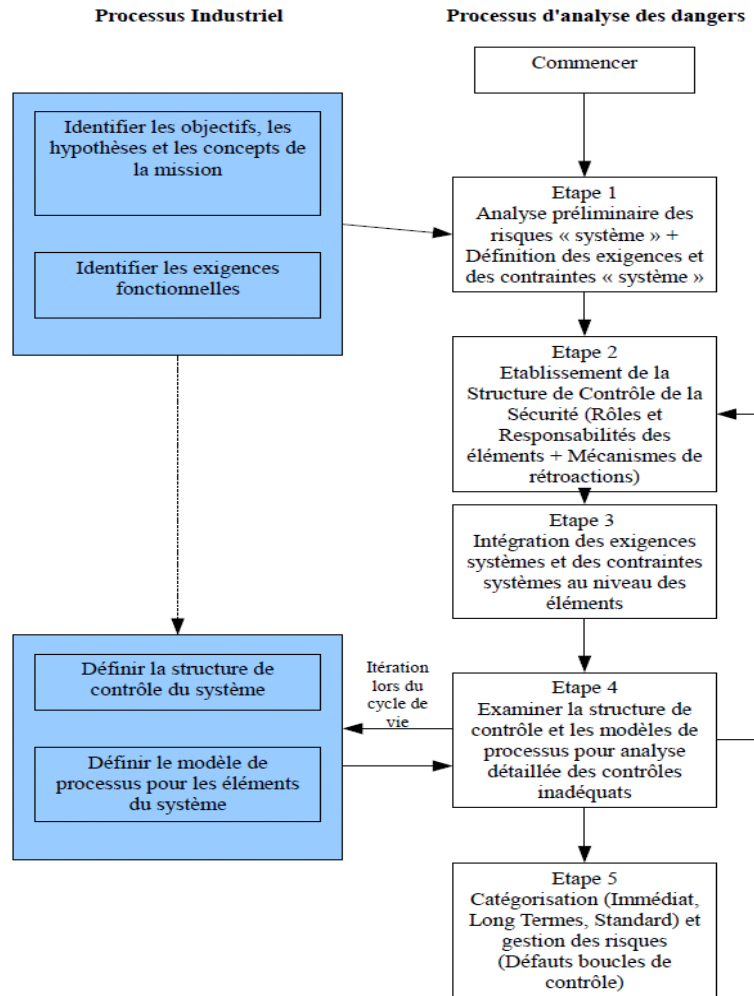 Processus Industriel
Processus d'analyse des dangers
Commencer
Identifier les objectifs, les
hypothèses et les concepts de
la mission
Identifier les exigences
fonctionnelles
Etape 1
Analyse préliminaire des
risques « système » +
Définition des exigences et
des contraintes « système »
Etape 2
Etablissement de la
Structure de Contrôle de la
Sécurité (Rôles et
Responsabilités des
éléments + Mécanismes de
rétroactions)
Etape 3
Intégration des exigences
systèmes et des contraintes
systèmes au niveau des
éléments
Définir la structure de
contrôle du système
Définir le modèle de
processus pour les éléments
du système
Itération
lors du
cycle de
vie
Etape 4
Examiner la structure de
contrôle et les modèles de
processus pour analyse
détaillée des contrôles
inadéquats
Etape 5
Catégorisation (Immédiat,
Long Termes, Standard) et
gestion des risques
(Défauts boucles de
contrôle)